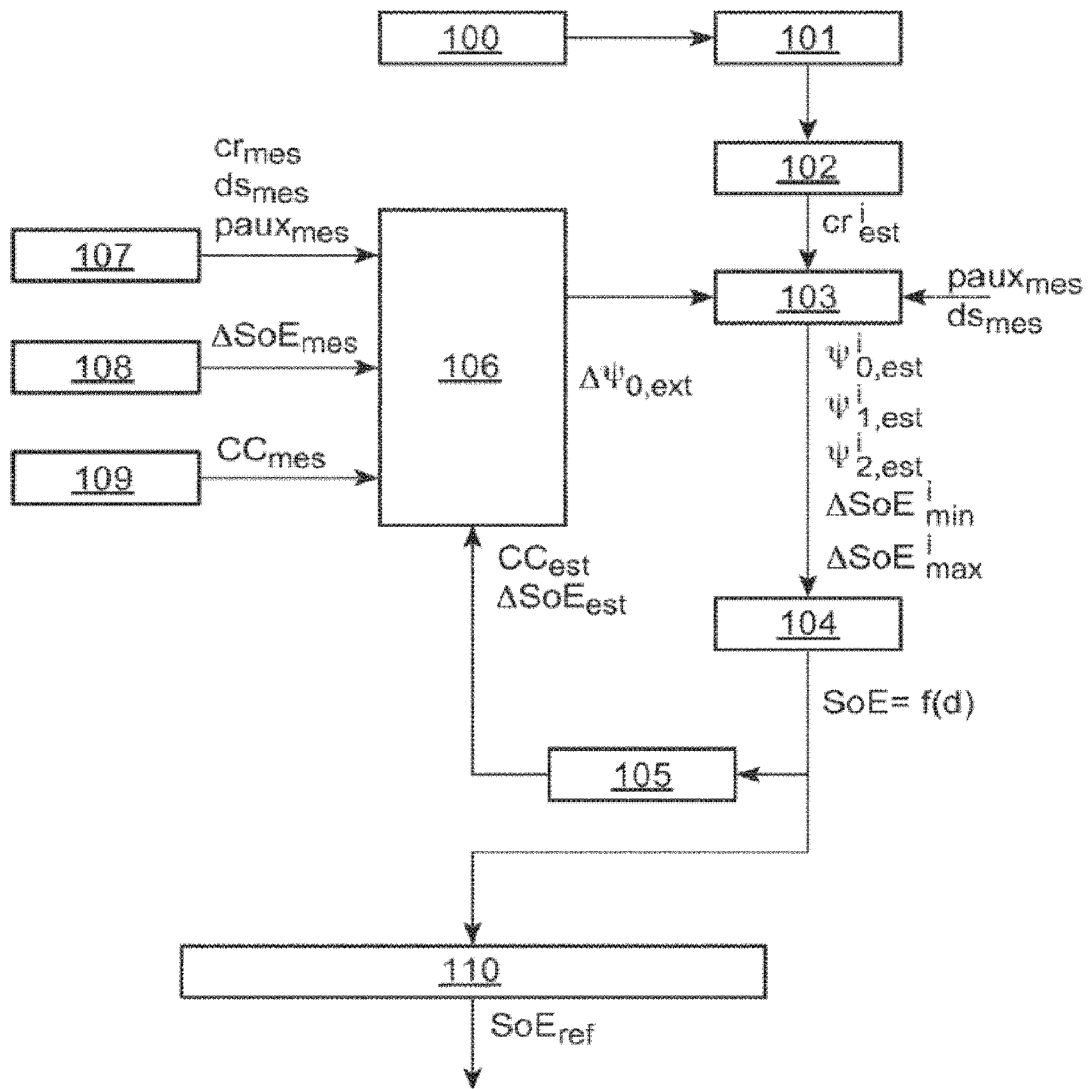 100
101
cr_mes
ds_mes
paux_mes
102
cr^i_est
107
103
paux_mes
ds_mes
ΔSoE_mes
108
106
Δψ_0,ext
ψ^i_0,est
ψ^i_1,est
ψ^i_2,est
CC_mes
109
ΔSoE^i_min
ΔSoE^i_max
CC_est
ΔSoE_est
104
SoE= f(d)
105
110
SoE_ref